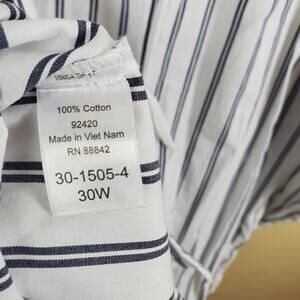 100% Cotton
92420
Made in Viet Nam
RN 88842
30-1505-4
30W